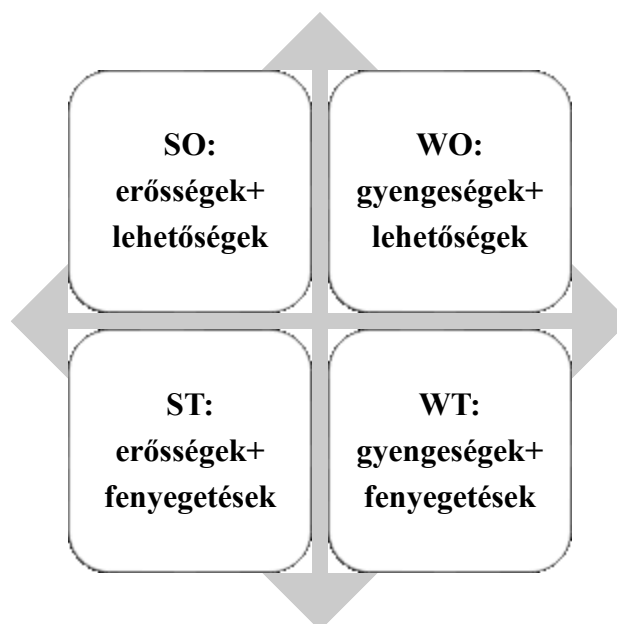 SO:
erősségek+
lehetőségek
WO:
gyengeségek+
lehetőségek
ST:
erősségek+
fenyegetések
WT:
gyengeségek+
fenyegetések